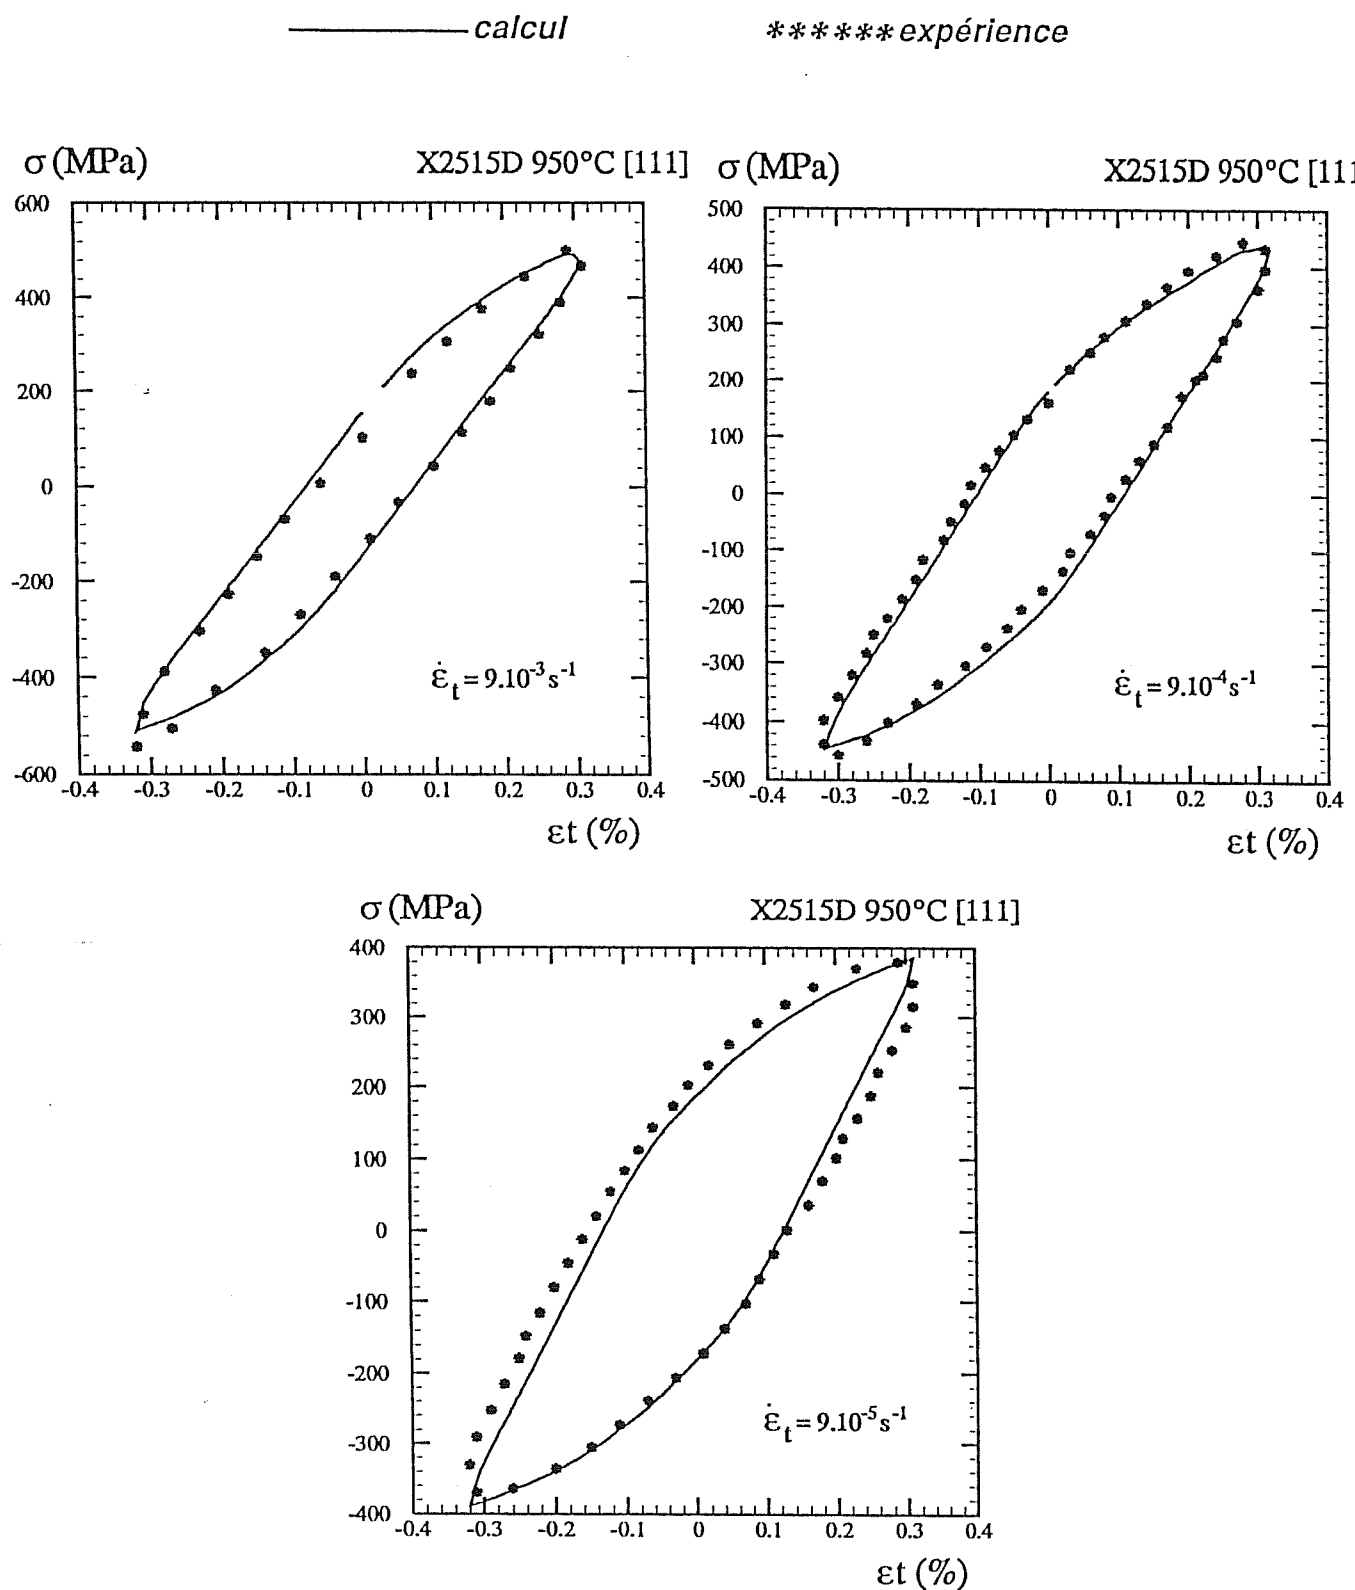 calcul ******expérience
σ (MPa) X2515D 950°C [111]
600
400
200
0
-200
-400
-600
-0.4 -0.3 -0.2 -0.1 0 0.1 0.2 0.3 0.4
ε̇t = 9.10-3 s-1
εt (%)
σ (MPa) X2515D 950°C [111
500
400
300
200
100
0
-100
-200
-300
-400
-500
-0.4 -0.3 -0.2 -0.1 0 0.1 0.2 0.3 0.4
ε̇t = 9.10-4 s-1
εt (%)
σ (MPa) X2515D 950°C [111]
400
300
200
100
0
-100
-200
-300
-400
-0.4 -0.3 -0.2 -0.1 0 0.1 0.2 0.3 0.4
ε̇t = 9.10-5 s-1
εt (%)